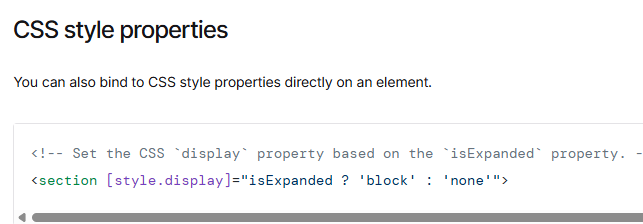 CSS style properties
You can also bind to CSS style properties directly on an element.
<!-- Set the CSS `display` property based on the `isExpanded` property. -
<section [style.display]="isExpanded ? 'block' : 'none'">